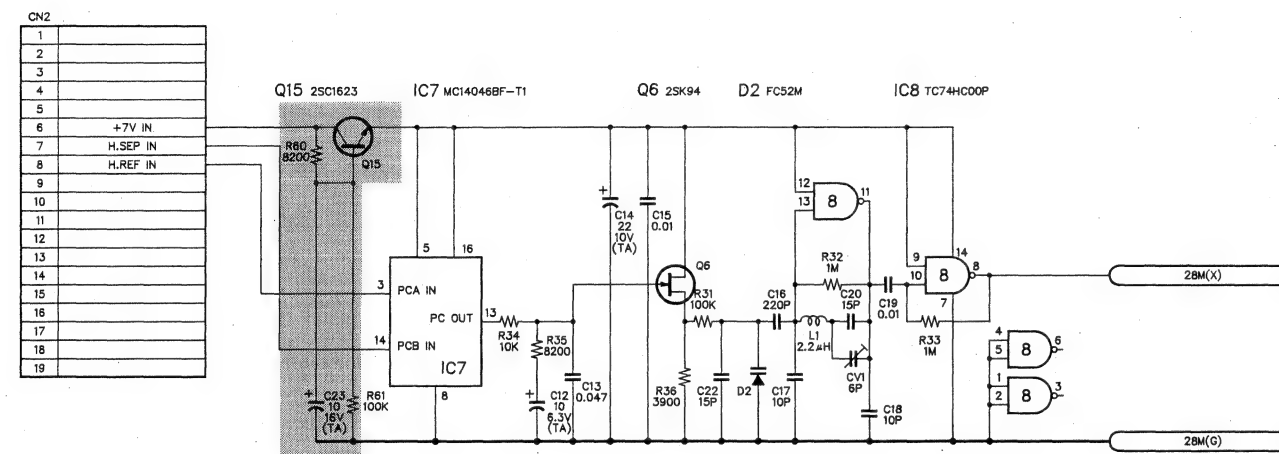 CN2
1
2
3
4
5
6 +7V IN
7 H.SEP IN
8 H.REF IN
9
10
11
12
13
14
15
16
17
18
19
Q15 2SC1623
IC7 MC14046BF-T1
Q6 2SK94
D2 FC52M
IC8 TC74HC00P
R60
8200
Q15
C23
10
16V
(TA)
R61
100K
5
16
3
PCA IN
PC OUT
13
14
PCB IN
IC7
8
R34
10K
R35
8200
C12
10
6.3V
(TA)
C13
0.047
C14
22
10V
(TA)
C15
0.01
Q6
R31
100K
R36
3900
C22
15P
D2
C16
220P
C17
10P
12
13
8
11
R32
1M
L1
2.2μH
C20
15P
CV1
6P
C18
10P
C19
0.01
9
10
8
14
8
7
R33
1M
4
5
8
6
1
2
8
3
28M(X)
28M(G)